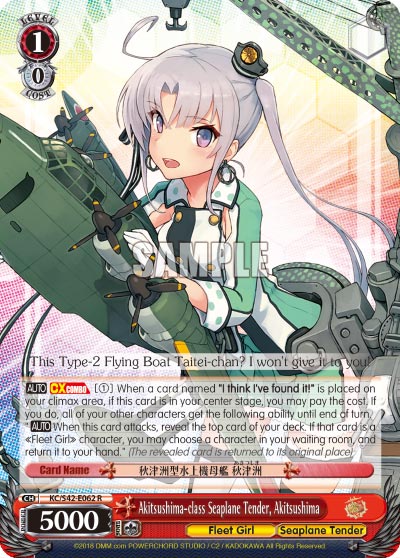 LEVEL
1
0
COST
SAMPLE
This Type-2 Flying Boat Taitei-chan? I won't give it to you!
AUTO CX COMBO [①] When a card named "I think I've found it!" is placed on
your climax area, if this card is in your center stage, you may pay the cost. If
you do, all of your other characters get the following ability until end of turn.
AUTO When this card attacks, reveal the top card of your deck. If that card is a
«Fleet Girl» character, you may choose a character in your waiting room, and
return it to your hand." (The revealed card is returned to its original place)
Card Name 秋津洲型水上機母艦 秋津洲
CH KC/S42-E062 R Akitsushima-class Seaplane Tender, Akitsushima
POWER 5000 SOUL Fleet Girl Seaplane Tender
©2018 DMM.com POWERCHORD STUDIO / C2 / KADOKAWA All Rights Reserved.